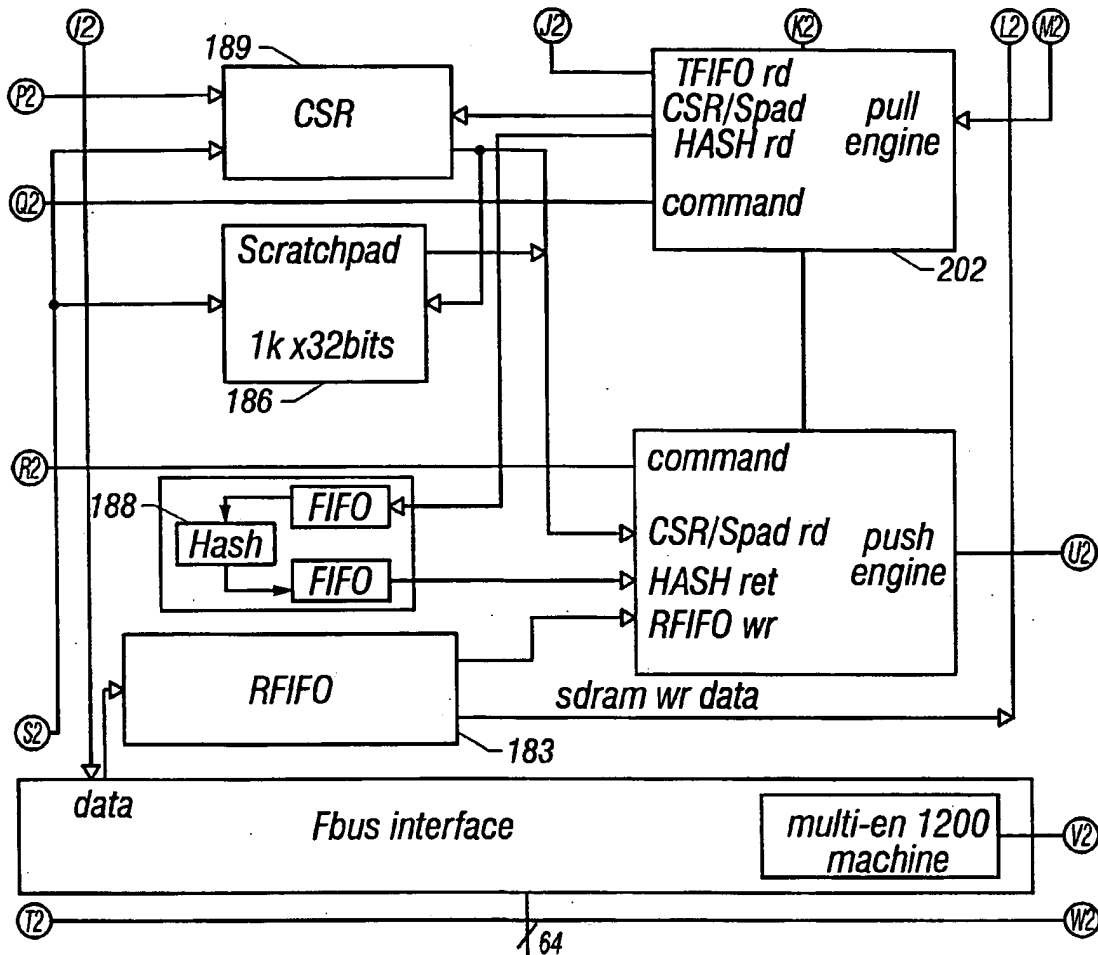 I2
J2
K2
L2
M2
189
P2
CSR
TFIFO rd
CSR/Spad
HASH rd
pull
engine
Q2
command
Scratchpad
1k x32bits
202
186
R2
command
188
FIFO
Hash
FIFO
CSR/Spad rd
HASH ret
RFIFO wr
push
engine
U2
RFIFO
sdram wr data
S2
183
data
Fbus interface
multi-en 1200
machine
V2
T2
64
W2